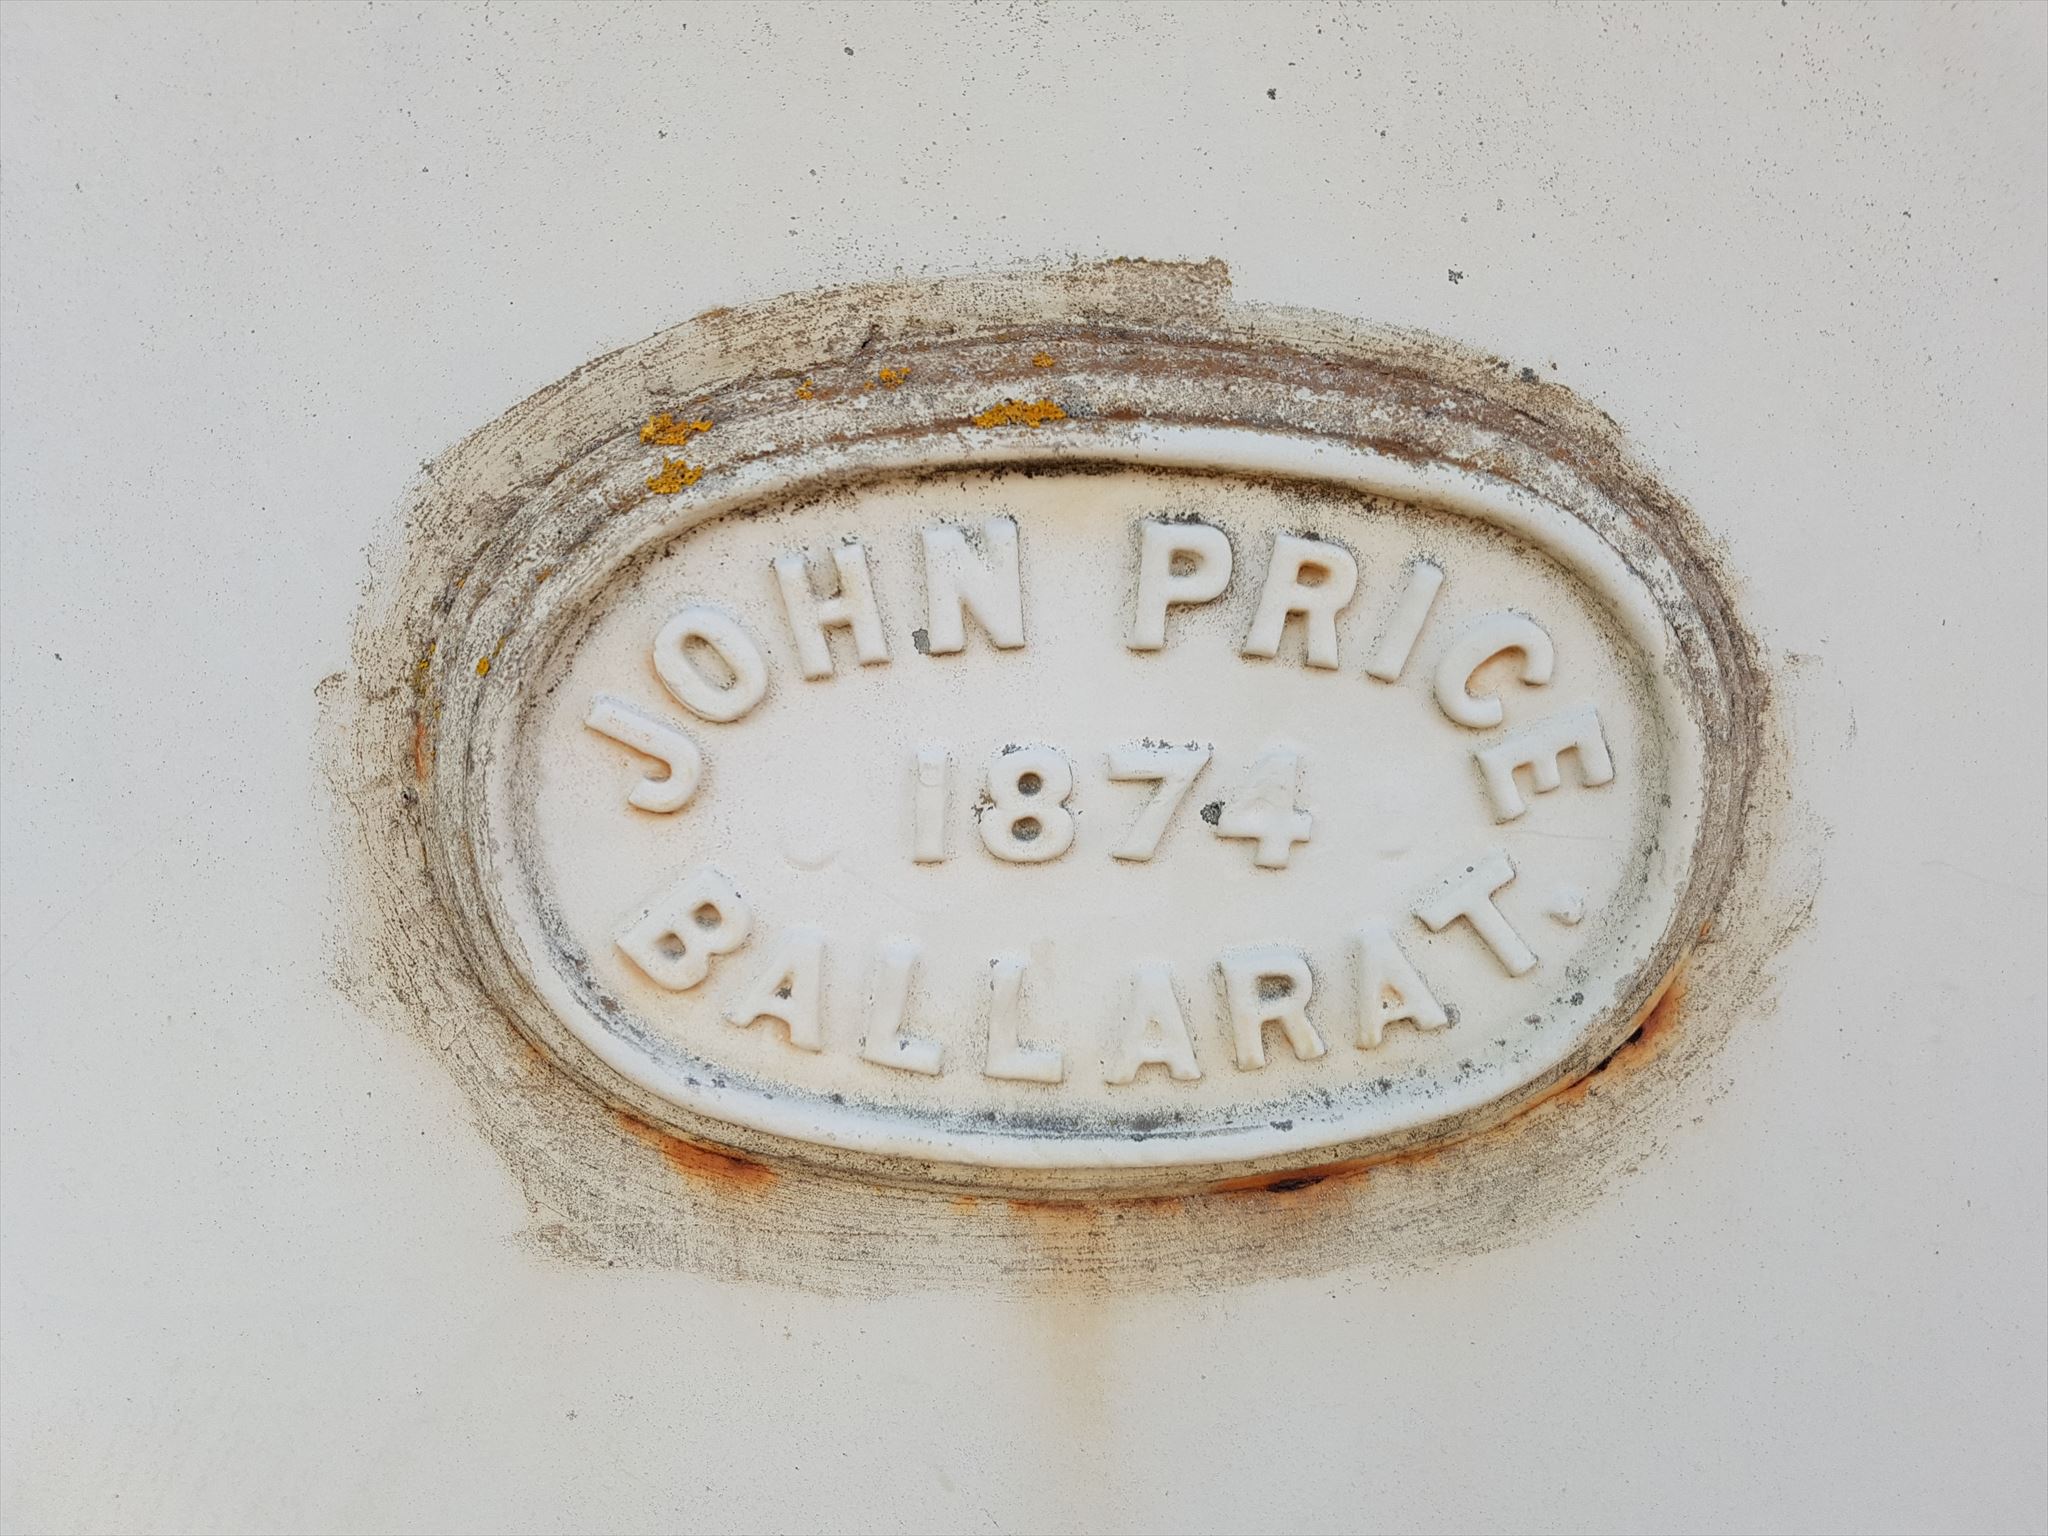 JOHN PRICE
1874
BALLARAT.